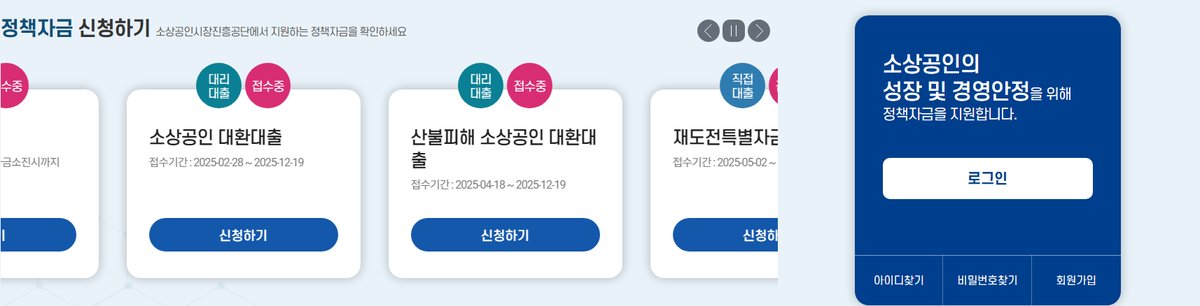 정책자금 신청하기 소상공인시장진흥공단에서 지원하는 정책자금을 확인하세요
수중
금소진시까지
대리
대출
접수중
소상공인 대환대출
접수기간 : 2025-02-28 ~ 2025-12-19
신청하기
대리
대출
접수중
산불피해 소상공인 대환대
출
접수기간 : 2025-04-18 ~ 2025-12-19
신청하기
직접
대출
재도전특별자금
접수기간 : 2025-05-02 ~
신청하
소상공인의
성장 및 경영안정을 위해
정책자금을 지원합니다.
로그인
아이디찾기 비밀번호찾기 회원가입